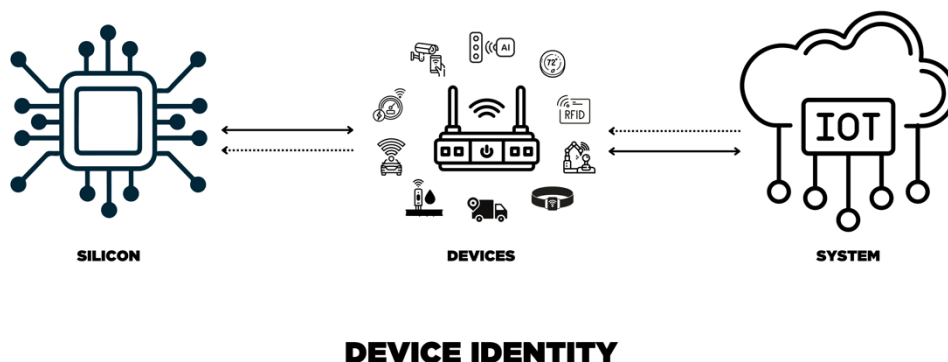 AI
72°
RFID
IOT
SILICON
DEVICES
SYSTEM
DEVICE IDENTITY